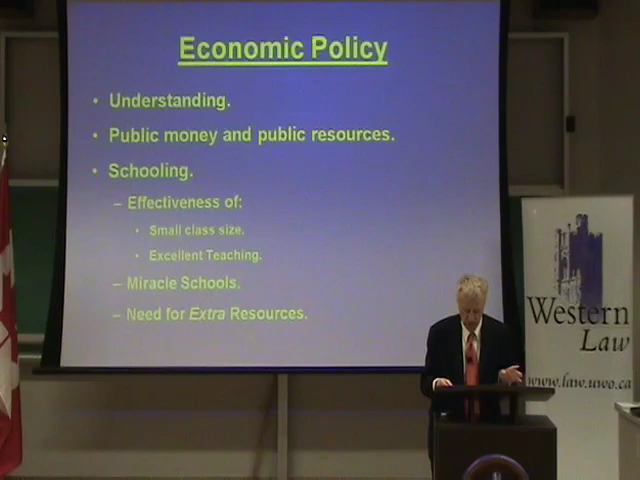 Economic Policy
• Understanding.
• Public money and public resources.
• Schooling.
– Effectiveness of:
• Small class size.
• Excellent Teaching.
– Miracle Schools.
– Need for Extra Resources.
Western
Law
www.law.uwo.ca